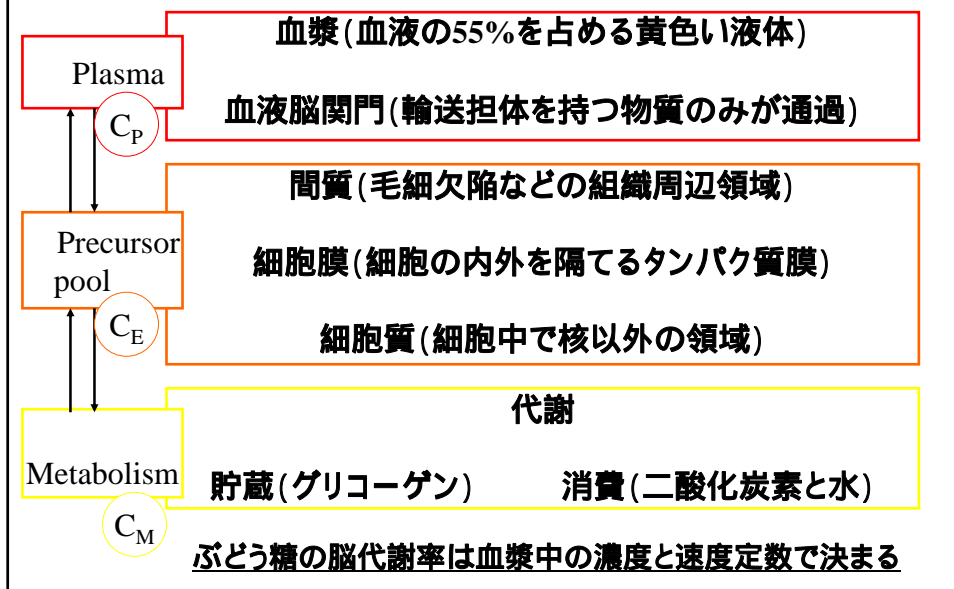 血漿(血液の55%を占める黄色い液体)
Plasma
血液脳関門(輸送担体を持つ物質のみが通過)
CP
間質(毛細欠陥などの組織周辺領域)
Precursor
pool
細胞膜(細胞の内外を隔てるタンパク質膜)
CE
細胞質(細胞中で核以外の領域)
代謝
Metabolism
貯蔵(グリコーゲン) 消費(二酸化炭素と水)
CM
ぶどう糖の脳代謝率は血漿中の濃度と速度定数で決まる